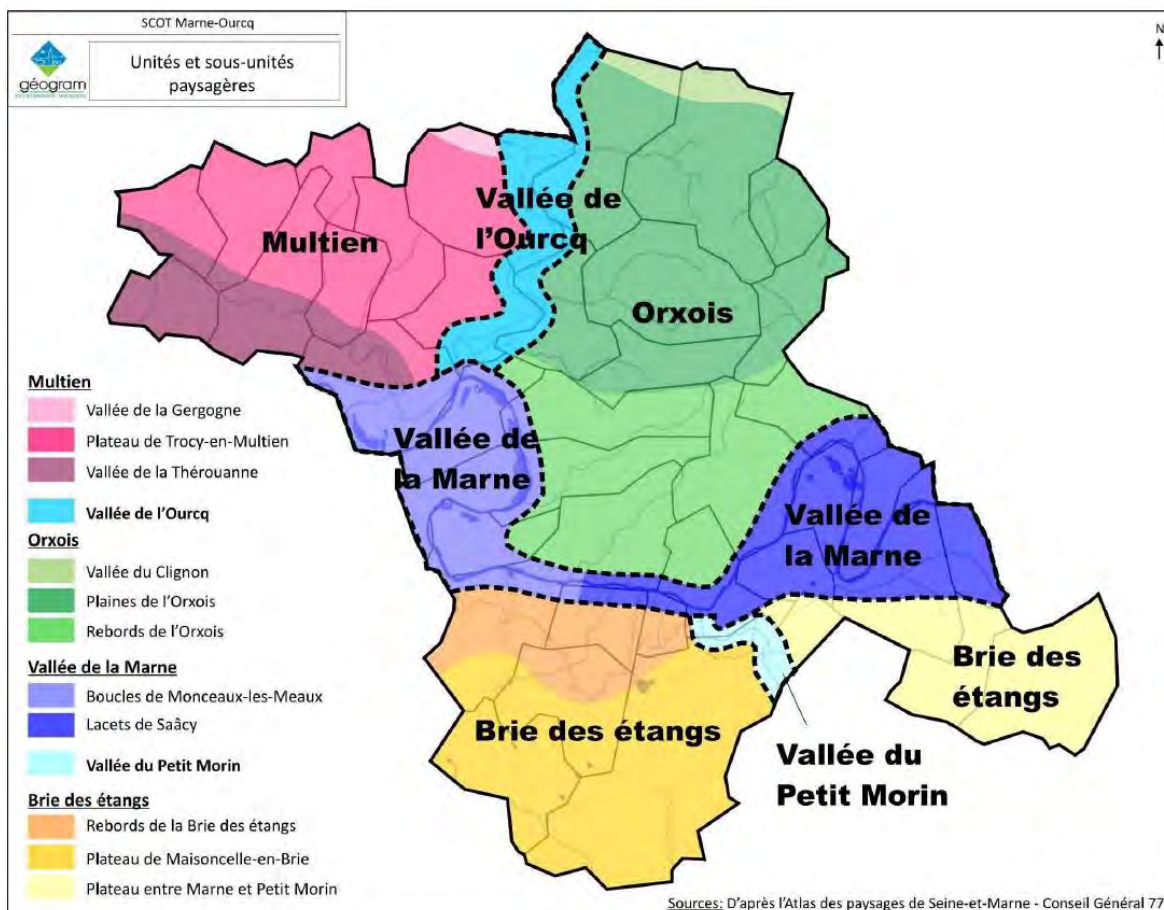 SCOT Marne-Ourcq
géogram
Unités et sous-unités
paysagères
N
Vallée de
l'Ourcq
Multien
Orxois
Vallée de
la Marne
Vallée de
la Marne
Brie des
étangs
Brie des étangs
Vallée du
Petit Morin
Multien
Vallée de la Gergogne
Plateau de Trocy-en-Multien
Vallée de la Thérouanne
Vallée de l'Ourcq
Orxois
Vallée du Clignon
Plaines de l'Orxois
Rebords de l'Orxois
Vallée de la Marne
Boucles de Monceaux-les-Meaux
Lacets de Saâcy
Vallée du Petit Morin
Brie des étangs
Rebords de la Brie des étangs
Plateau de Maisoncelle-en-Brie
Plateau entre Marne et Petit Morin
Sources: D'après l'Atlas des paysages de Seine-et-Marne - Conseil Général 77